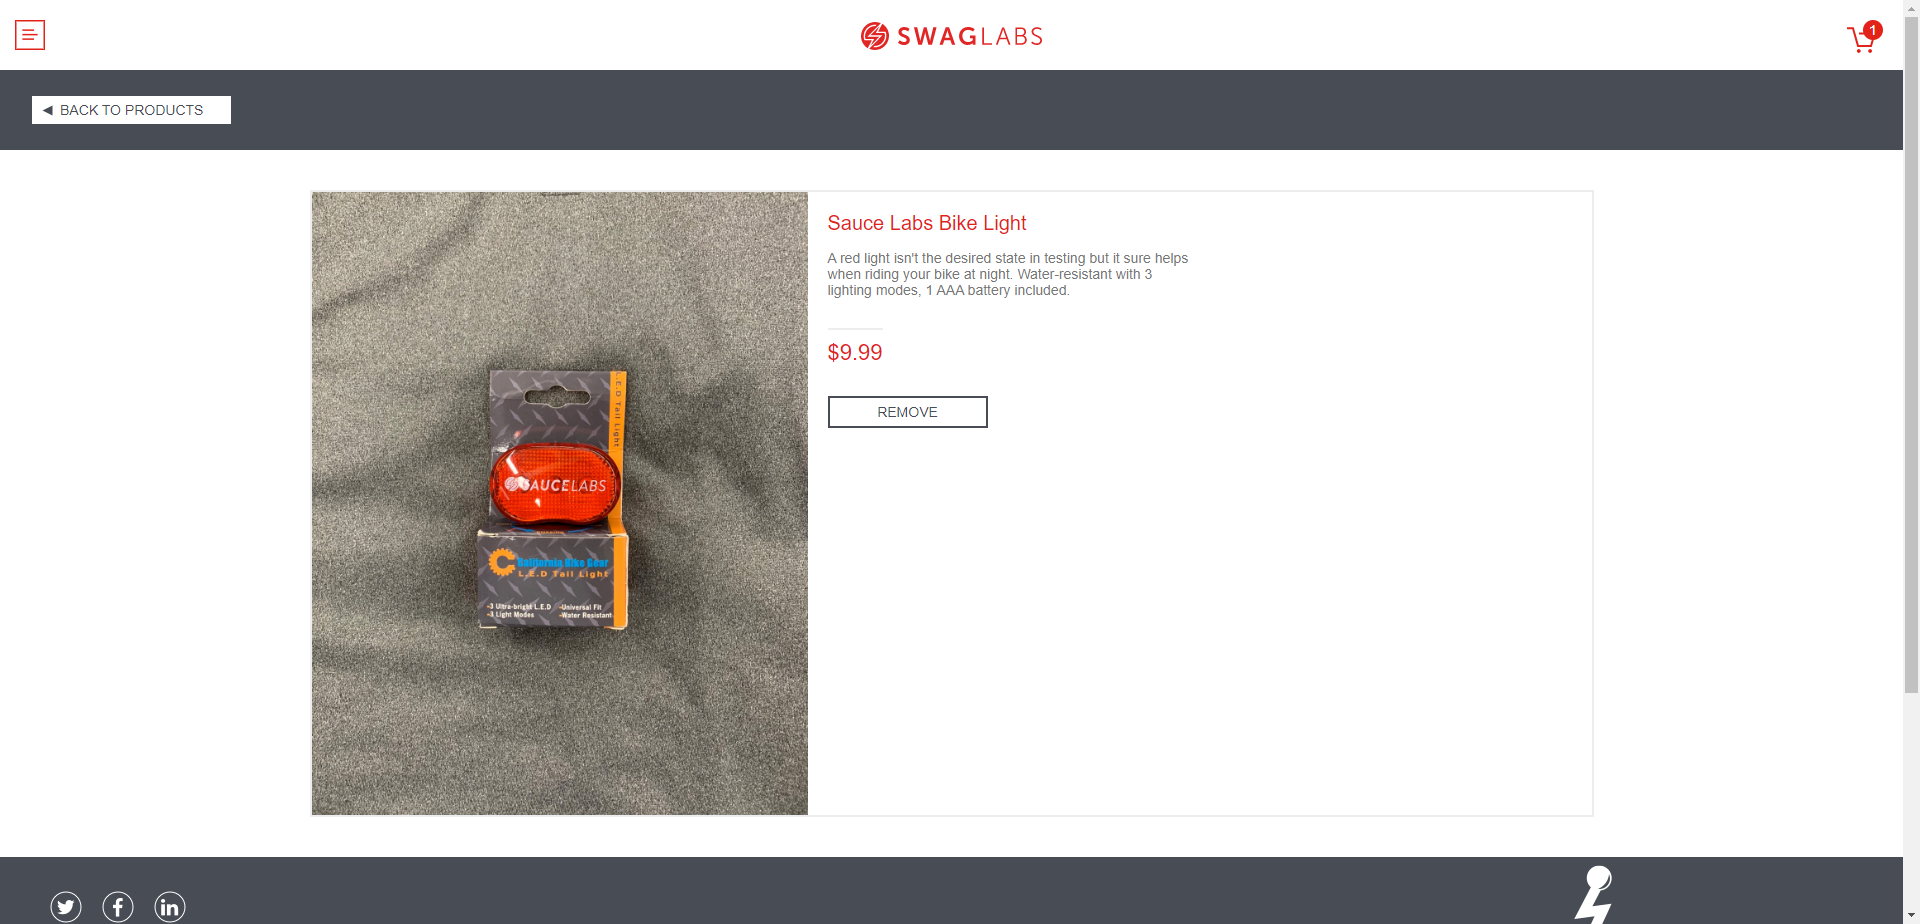 SWAGLABS
1
◄ BACK TO PRODUCTS
Sauce Labs Bike Light
A red light isn't the desired state in testing but it sure helps
when riding your bike at night. Water-resistant with 3
lighting modes, 1 AAA battery included.
$9.99
REMOVE
L.E.D Tail Light
SAUCELABS
California Bike Gear
L.E.D Tail Light
-3 Ultra-bright L.E.D -Universal Fit
-3 Light Modes -Water Resistant